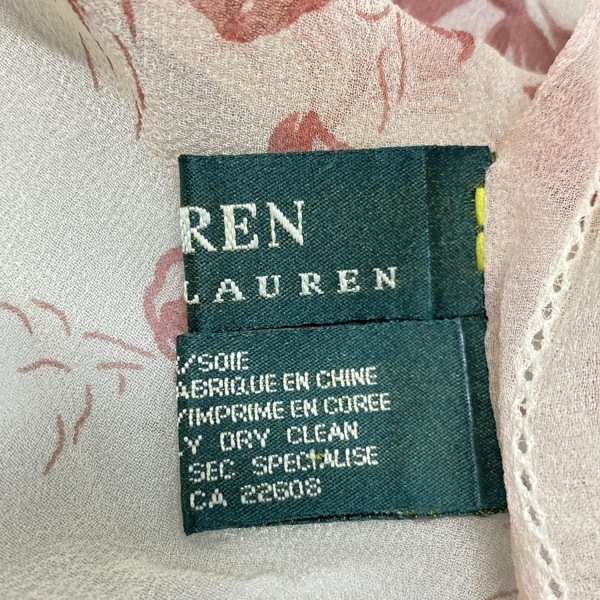 REN
LAUREN
/SOIE
ABRIQUE EN CHINE
/IMPRIME EN COREE
Y DRY CLEAN
SEC SPECIALISE
CA 22608